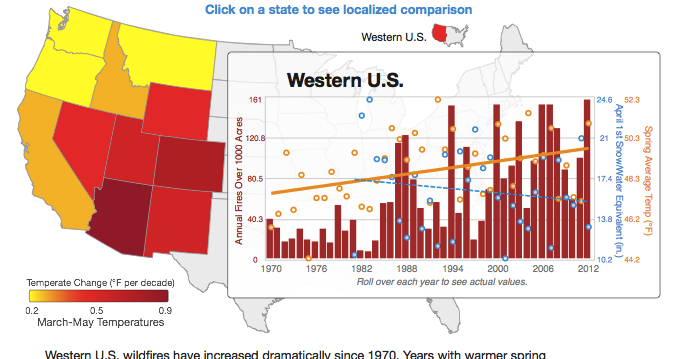 Click on a state to see localized comparison
Western U.S.
Western U.S.
161
120.8
80.5
40.3
0
Annual Fires Over 1000 Acres
24.6
21
17.4
13.8
10.2
April 1st Snow Water Equivalent (in.)
52.3
50.3
48.3
46.2
44.2
Spring Average Temp (°F)
1970 1976 1982 1988 1994 2000 2006 2012
Roll over each year to see actual values.
Temperate Change (°F per decade)
0.2 0.5 0.9
March-May Temperatures
Western U.S. wildfires have increased dramatically since 1970. Years with warmer spring